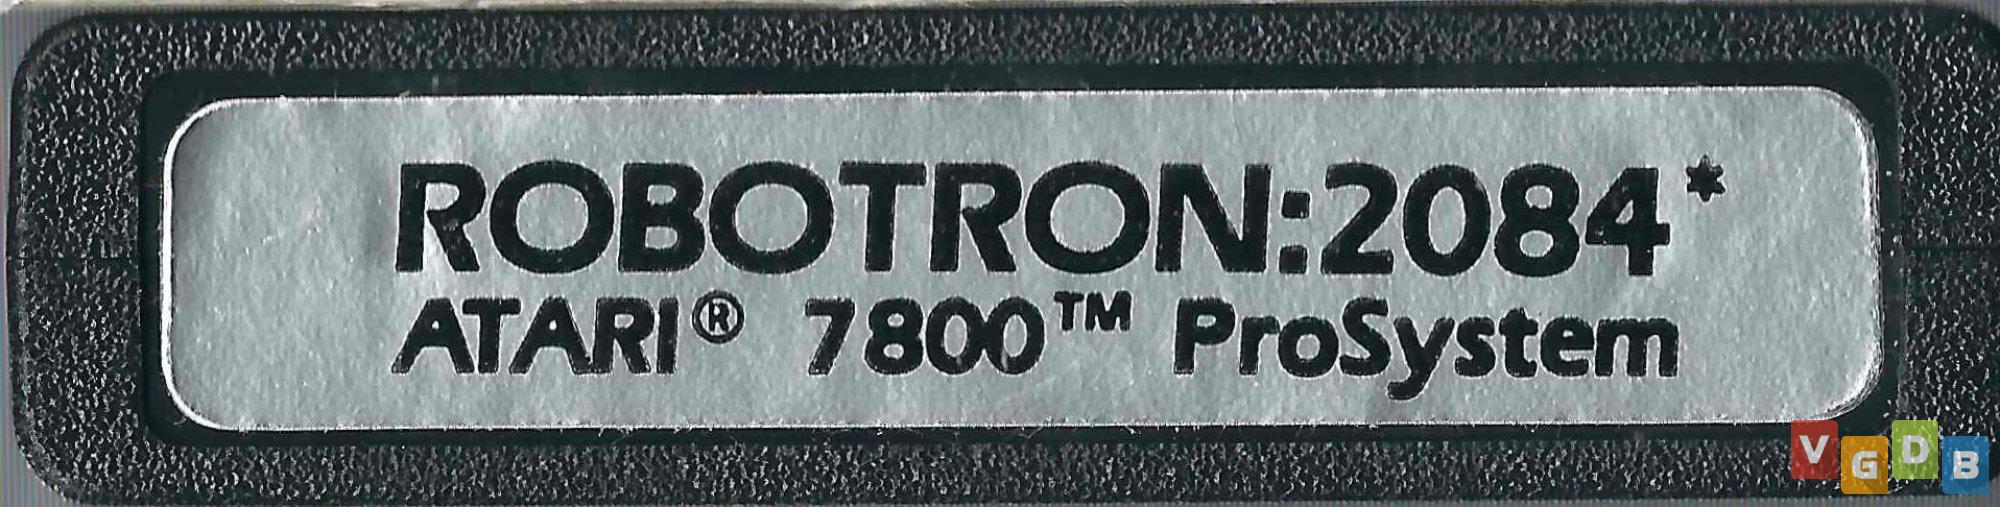 ROBOTRON:2084*
ATARI® 7800™ ProSystem
VGDB